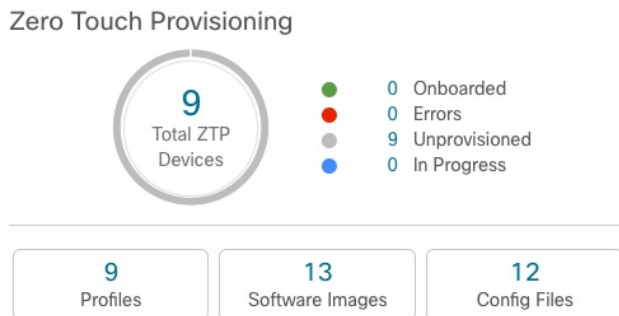 Zero Touch Provisioning
9
Total ZTP
Devices
0 Onboarded
0 Errors
9 Unprovisioned
0 In Progress
9
Profiles
13
Software Images
12
Config Files